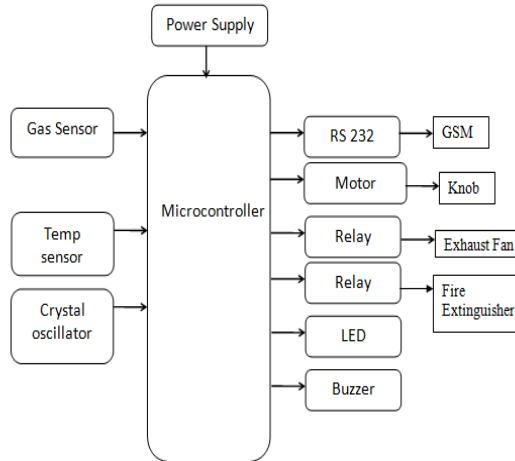 Power Supply
Gas Sensor
Temp
sensor
Crystal
oscillator
Microcontroller
RS 232
GSM
Motor
Knob
Relay
Exhaust Fan
Relay
Fire
Extinguisher
LED
Buzzer